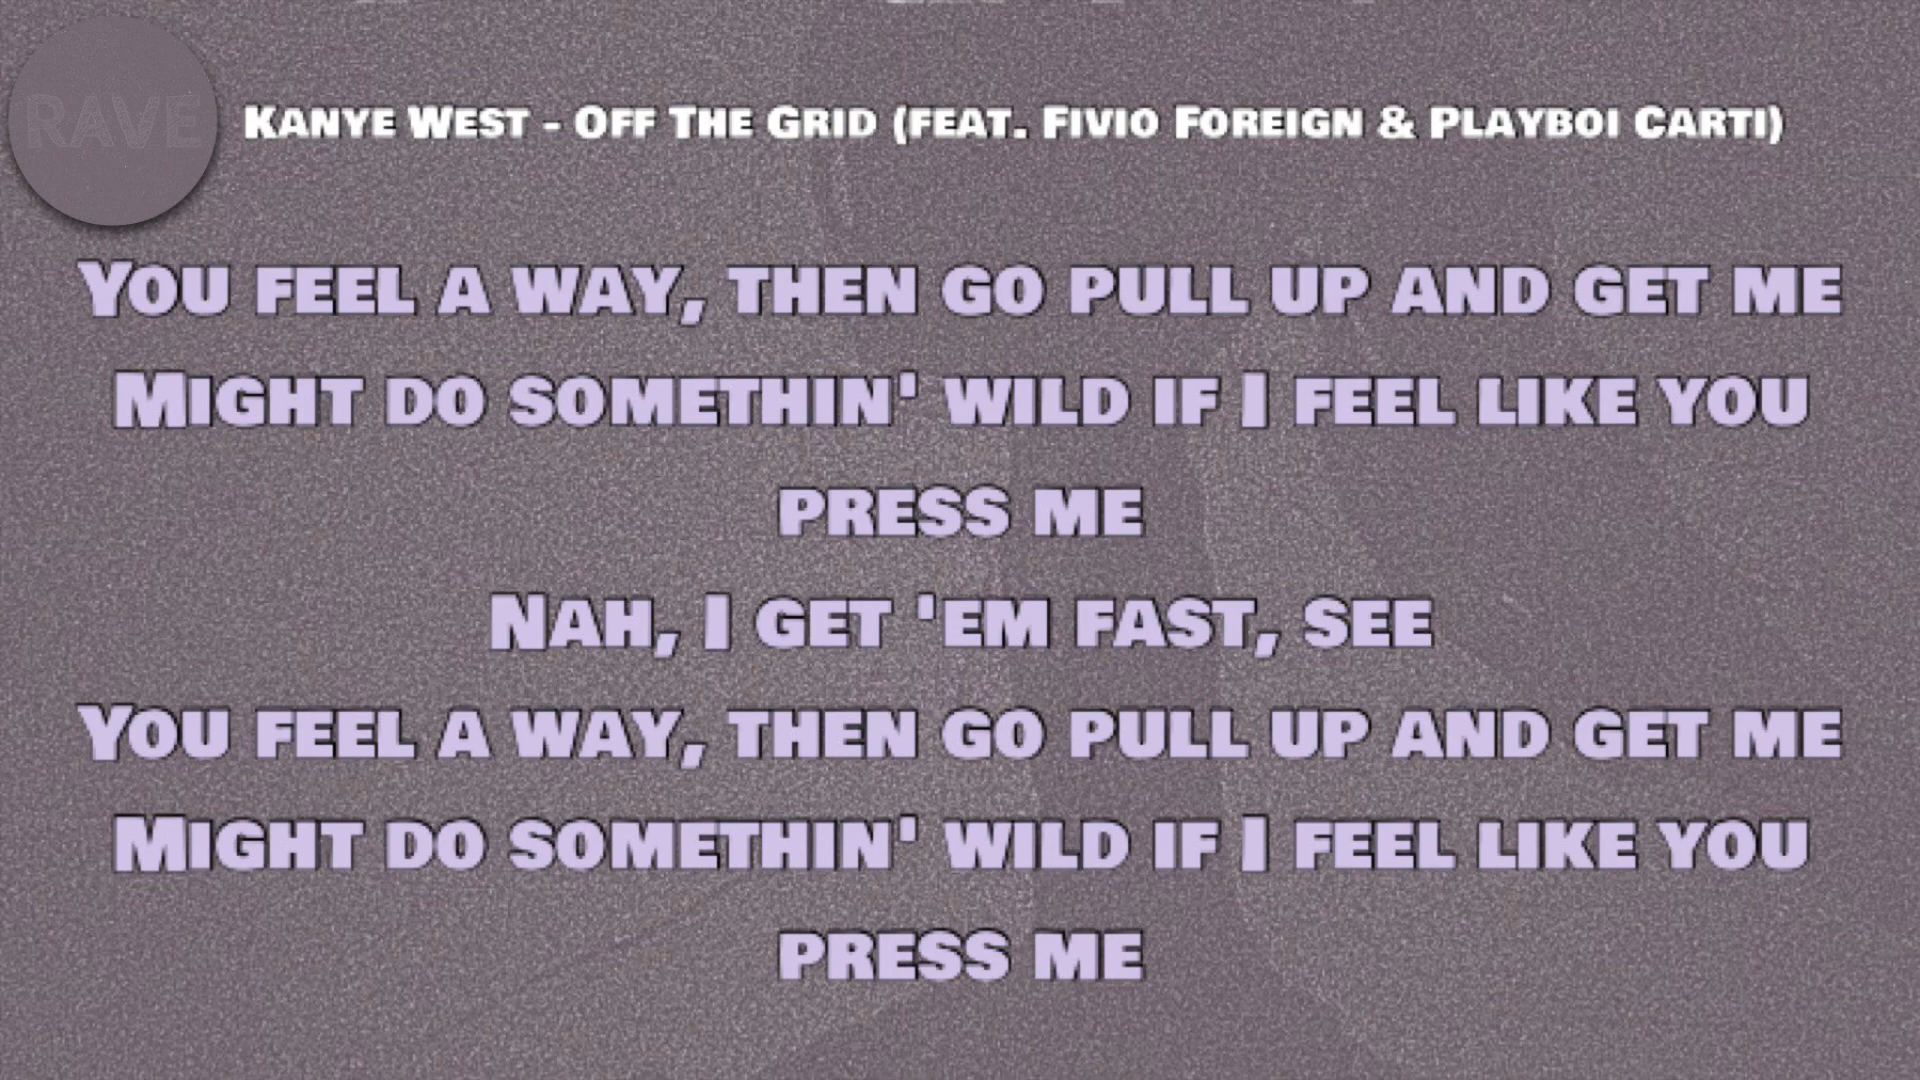 RAVE
Kanye West - Off The Grid (feat. Fivio Foreign & Playboi Carti)
You feel a way, then go pull up and get me
Might do somethin' wild if I feel like you
press me
Nah, I get 'em fast, see
You feel a way, then go pull up and get me
Might do somethin' wild if I feel like you
press me